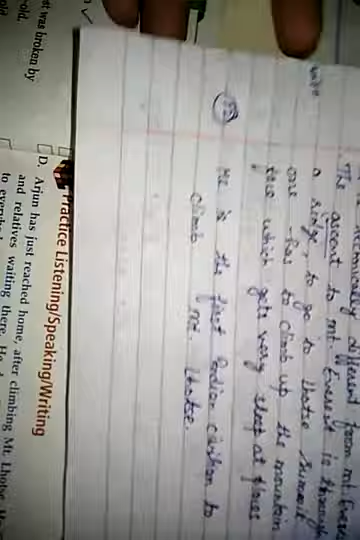 technically different from mt. Everest
The ascent to mt. Everest is through
a ridge, to go to lhotse summit
one has to climb up the mountain
face which gets very steep at places
He is the first Indian civilian to
climb mt. lhotse.
at was broken by
Practice Listening/Speaking/Writing
D. Arjun has just reached home, after climbing Mt. Lhotse. He
and relatives waiting there. He